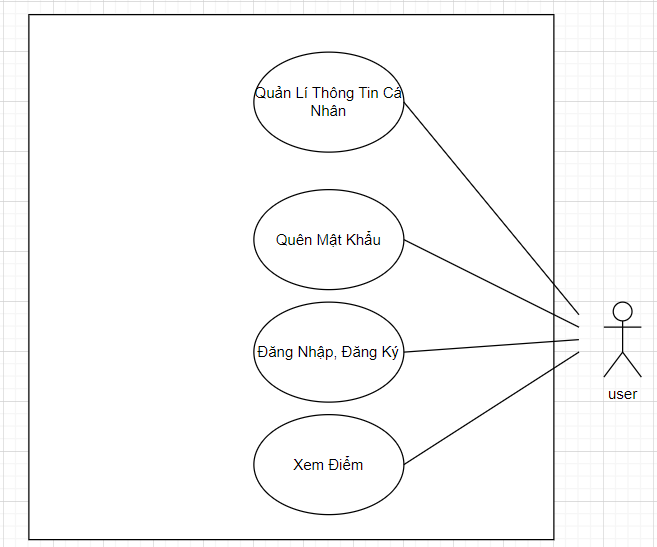 Quản Lí Thông Tin Cá
Nhân
Quên Mật Khẩu
Đăng Nhập, Đăng Ký
Xem Điểm
user